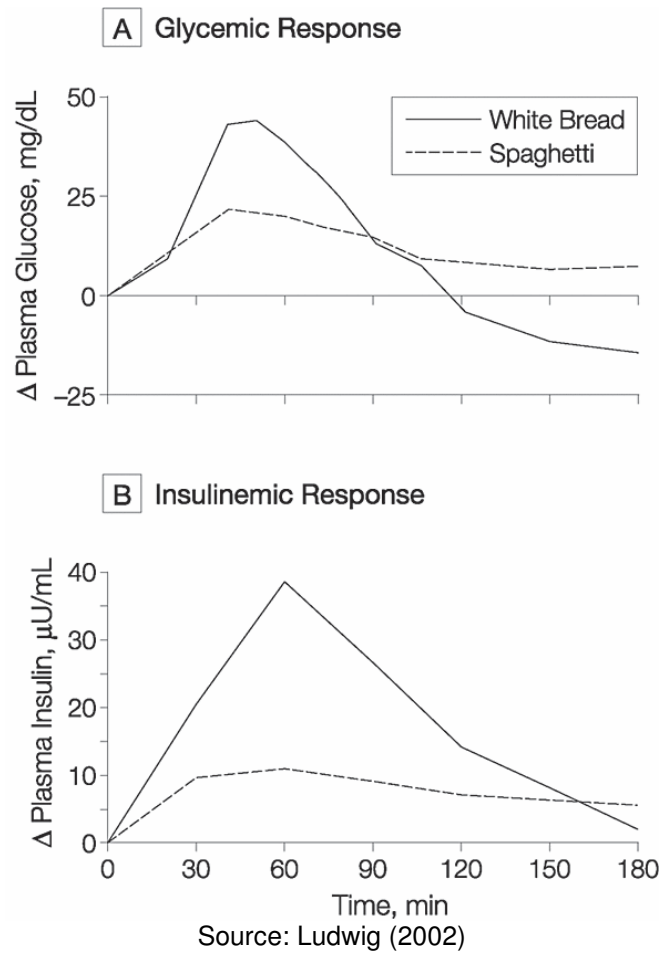 A Glycemic Response
Δ Plasma Glucose, mg/dL
50
25
0
–25
White Bread
Spaghetti
B Insulinemic Response
Δ Plasma Insulin, μU/mL
40
30
20
10
0
0 30 60 90 120 150 180
Time, min
Source: Ludwig (2002)